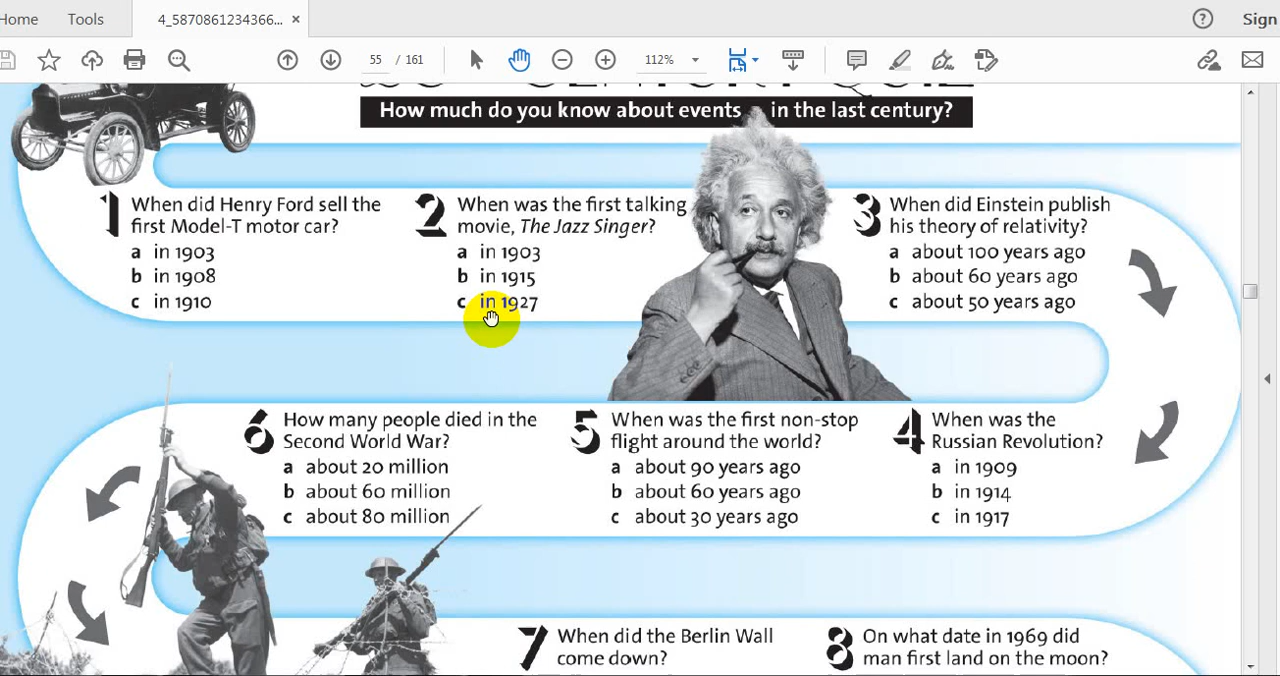 Home Tools 4_5870861234366... ×
Sign
55 / 161 112%
How much do you know about events in the last century?
1 When did Henry Ford sell the
first Model-T motor car?
a in 1903
b in 1908
c in 1910
2 When was the first talking
movie, The Jazz Singer?
a in 1903
b in 1915
c in 1927
3 When did Einstein publish
his theory of relativity?
a about 100 years ago
b about 60 years ago
c about 50 years ago
6 How many people died in the
Second World War?
a about 20 million
b about 60 million
c about 80 million
5 When was the first non-stop
flight around the world?
a about 90 years ago
b about 60 years ago
c about 30 years ago
4 When was the
Russian Revolution?
a in 1909
b in 1914
c in 1917
7 When did the Berlin Wall
come down?
8 On what date in 1969 did
man first land on the moon?